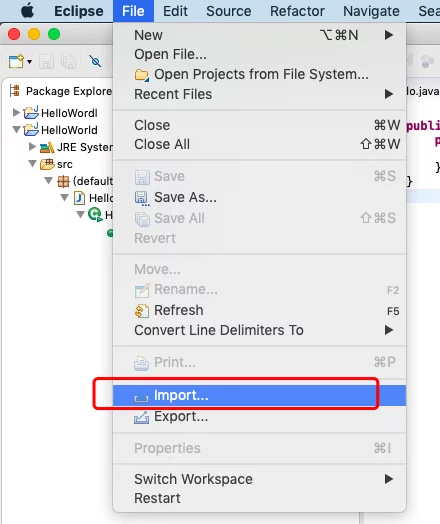 Eclipse File Edit Source Refactor Navigate Sea
New ⌥⌘N
Open File...
Package Explore
Open Projects from File System...
lo.java
Recent Files
HelloWordl
Close ⌘W
publi
HelloWorld
Close All ⇧⌘W
p
JRE System
src
Save ⌘S
}
(default
Save As...
}
Hello
Save All ⇧⌘S
H
Revert
Move...
Rename... F2
Refresh F5
Convert Line Delimiters To
Print... ⌘P
Import...
Export...
Properties ⌘I
Switch Workspace
Restart